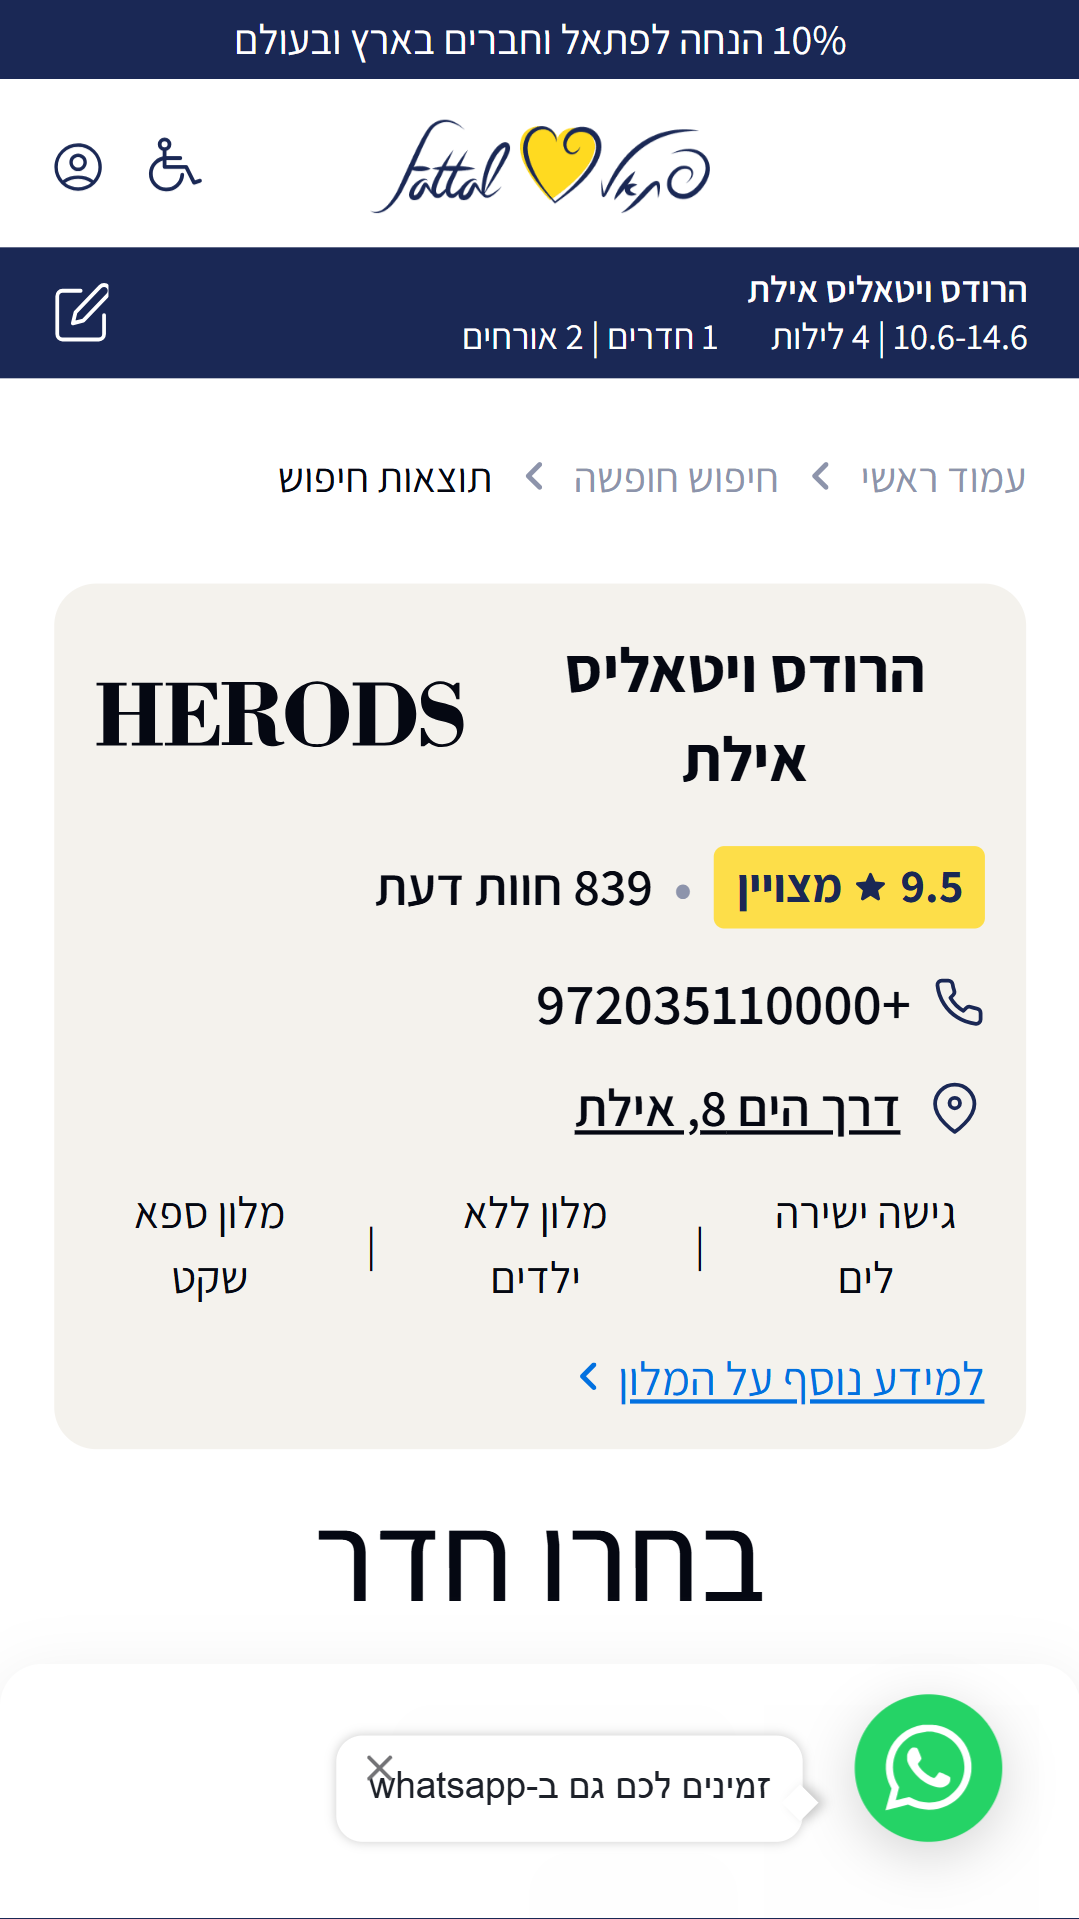 10% הנחה לפתאל וחברים בארץ ובעולם
פתאל Fattal
הרודס ויטאליס אילת
10.6-14.6 | 4 לילות 1 חדרים | 2 אורחים
עמוד ראשי חיפוש חופשה תוצאות חיפוש
הרודס ויטאליס
אילת
HERODS
9.5 ★ מצויין • 839 חוות דעת
+972035110000
דרך הים 8, אילת
גישה ישירה
לים
|
מלון ללא
ילדים
|
מלון ספא
שקט
למידע נוסף על המלון
בחרו חדר
זמינים לכם גם ב-whatsapp